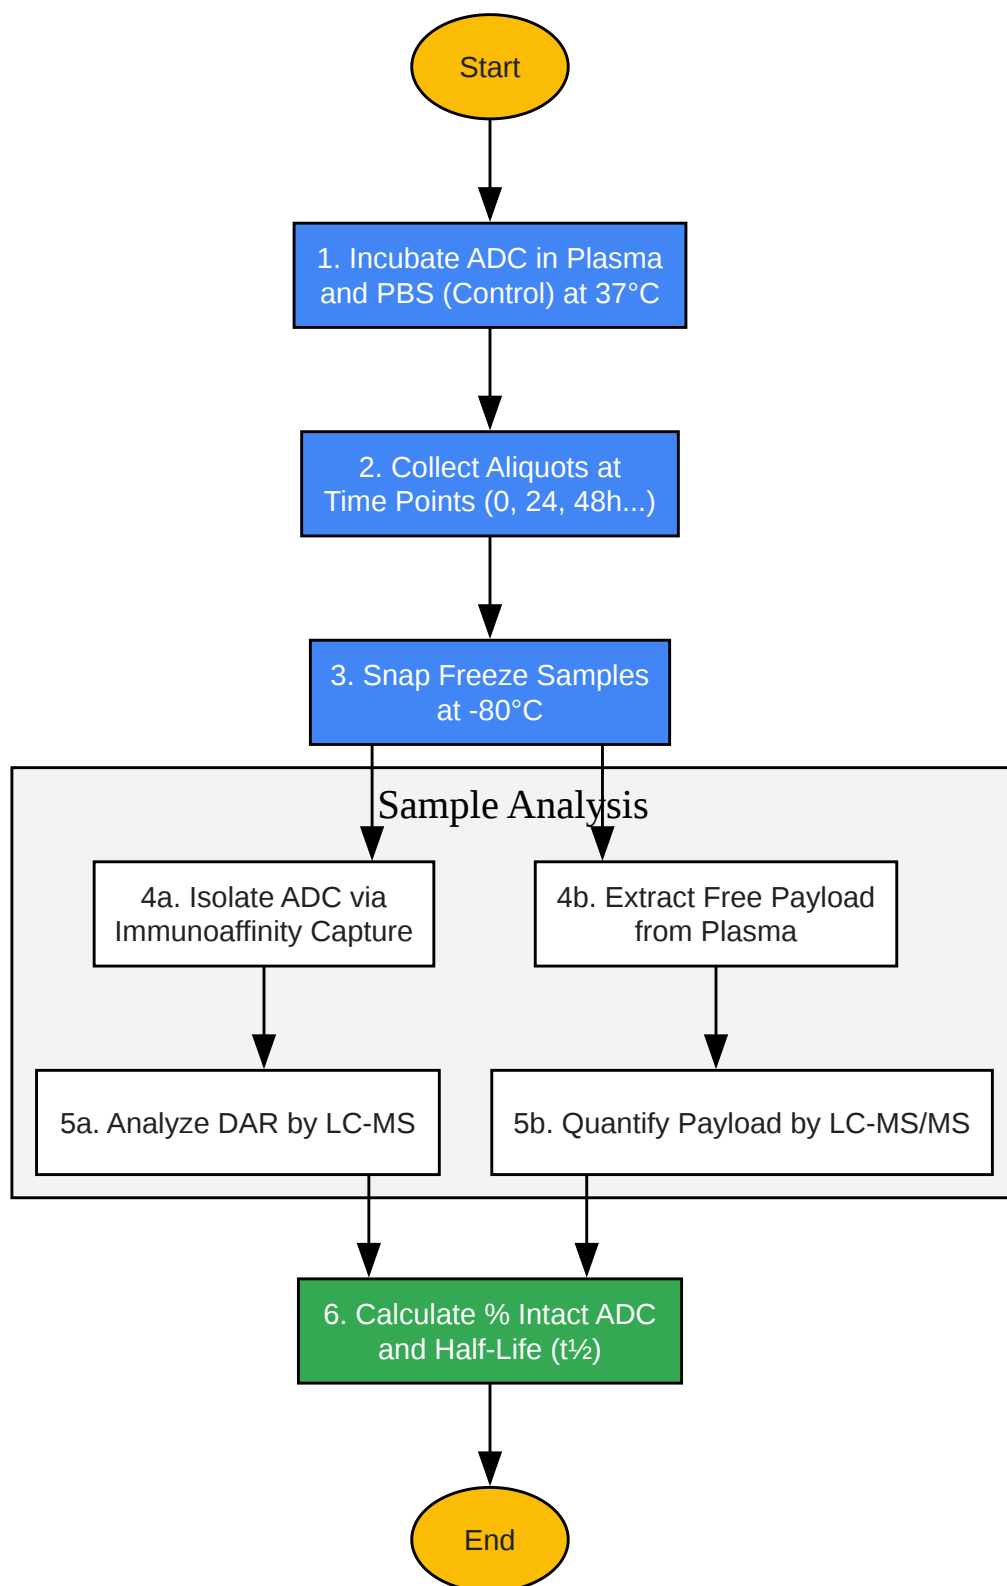 Start
1. Incubate ADC in Plasma
and PBS (Control) at 37°C
2. Collect Aliquots at
Time Points (0, 24, 48h...)
3. Snap Freeze Samples
at -80°C
Sample Analysis
4a. Isolate ADC via
Immunoaffinity Capture
4b. Extract Free Payload
from Plasma
5a. Analyze DAR by LC-MS
5b. Quantify Payload by LC-MS/MS
6. Calculate % Intact ADC
and Half-Life (t½)
End